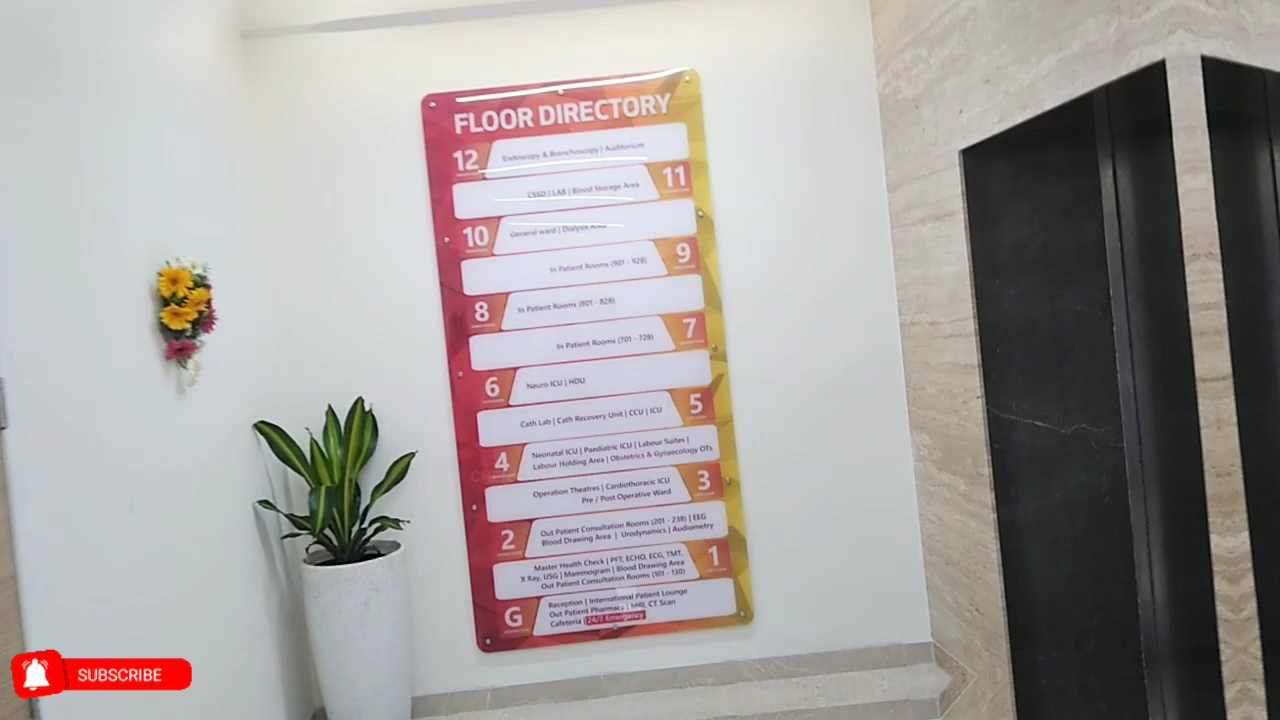 FLOOR DIRECTORY
12
Endoscopy & Bronchoscopy | Auditorium
CSSD | LAB | Blood Storage Area
11
10
General ward | Dialysis Area
In Patient Rooms (901 - 928)
9
8
In Patient Rooms (801 - 828)
In Patient Rooms (701 - 728)
7
6
Neuro ICU | HDU
Cath Lab | Cath Recovery Unit | CCU | ICU
5
4
Neonatal ICU | Paediatric ICU | Labour Suites |
Labour Holding Area | Obstetrics & Gynaecology OTs
Operation Theatres | Cardiothoracic ICU
Pre / Post Operative Ward
3
2
Out Patient Consultation Rooms (201 - 238) | EEG
Blood Drawing Area | Urodynamics | Audiometry
Master Health Check | PFT, ECHO, ECG, TMT,
X Ray, USG | Mammogram | Blood Drawing Area
Out Patient Consultation Rooms (101 - 130)
1
G
Reception | International Patient Lounge
Out Patient Pharmacy | MRI, CT Scan
Cafeteria | 24/7 Emergency
SUBSCRIBE